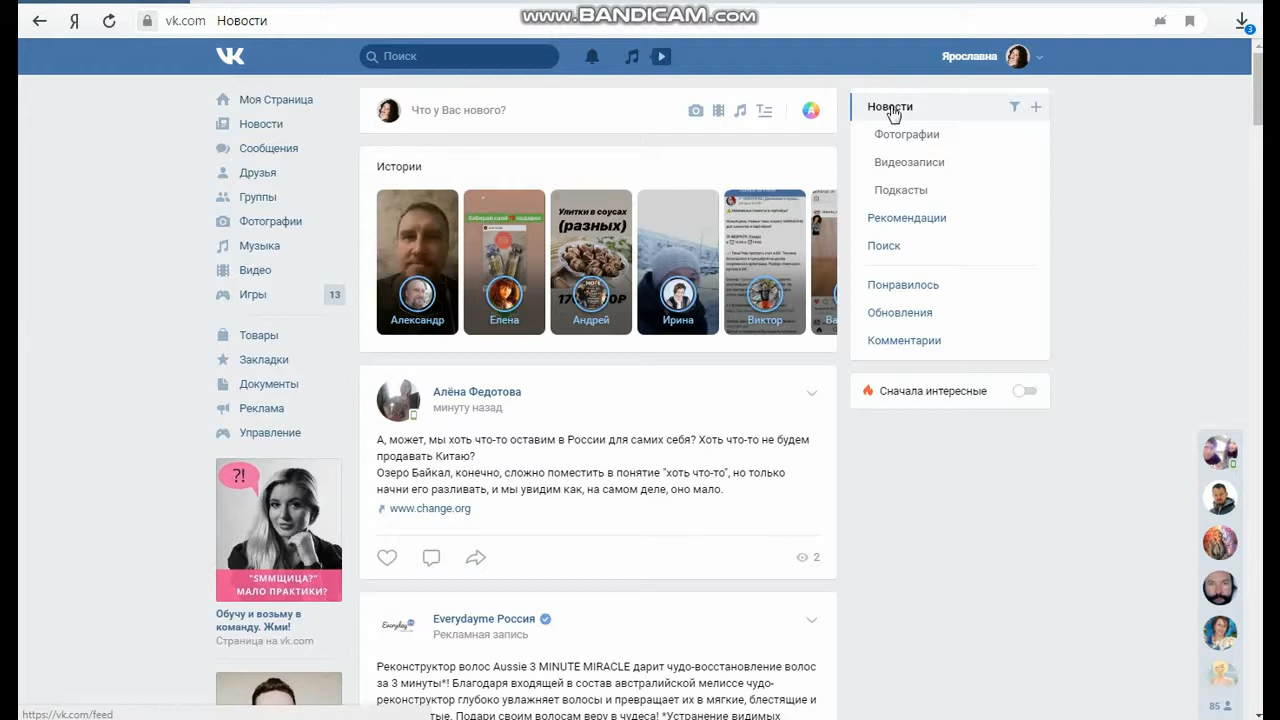 www.BANDICAM.com
Я
vk.com Новости
3
Поиск
Ярославна
Моя Страница
Новости
Сообщения
Друзья
Группы
Фотографии
Музыка
Видео
Игры 13
Товары
Закладки
Документы
Реклама
Управление
?!
"SMMЩИЦА?"
МАЛО ПРАКТИКИ?
Обучу и возьму в
команду. Жми!
Страница на vk.com
Что у Вас нового?
Истории
Забирай свой подарок
Улитки в соусах
(разных)
Александр
Елена
Андрей
Ирина
Виктор
Алёна Федотова
минуту назад
А, может, мы хоть что-то оставим в России для самих себя? Хоть что-то не будем
продавать Китаю?
Озеро Байкал, конечно, сложно поместить в понятие "хоть что-то", но только
начни его разливать, и мы увидим как, на самом деле, оно мало.
www.change.org
2
Everydayme Россия
Рекламная запись
Реконструктор волос Aussie 3 MINUTE MIRACLE дарит чудо-восстановление волос
за 3 минуты*! Благодаря входящей в состав австралийской мелиссе чудо-
реконструктор глубоко увлажняет волосы и превращает их в мягкие, блестящие и
Подари своим волосам веру в чудеса! *Устранение видимых
Новости
Фотографии
Видеозаписи
Подкасты
Рекомендации
Поиск
Понравилось
Обновления
Комментарии
Сначала интересные
85
https://vk.com/feed